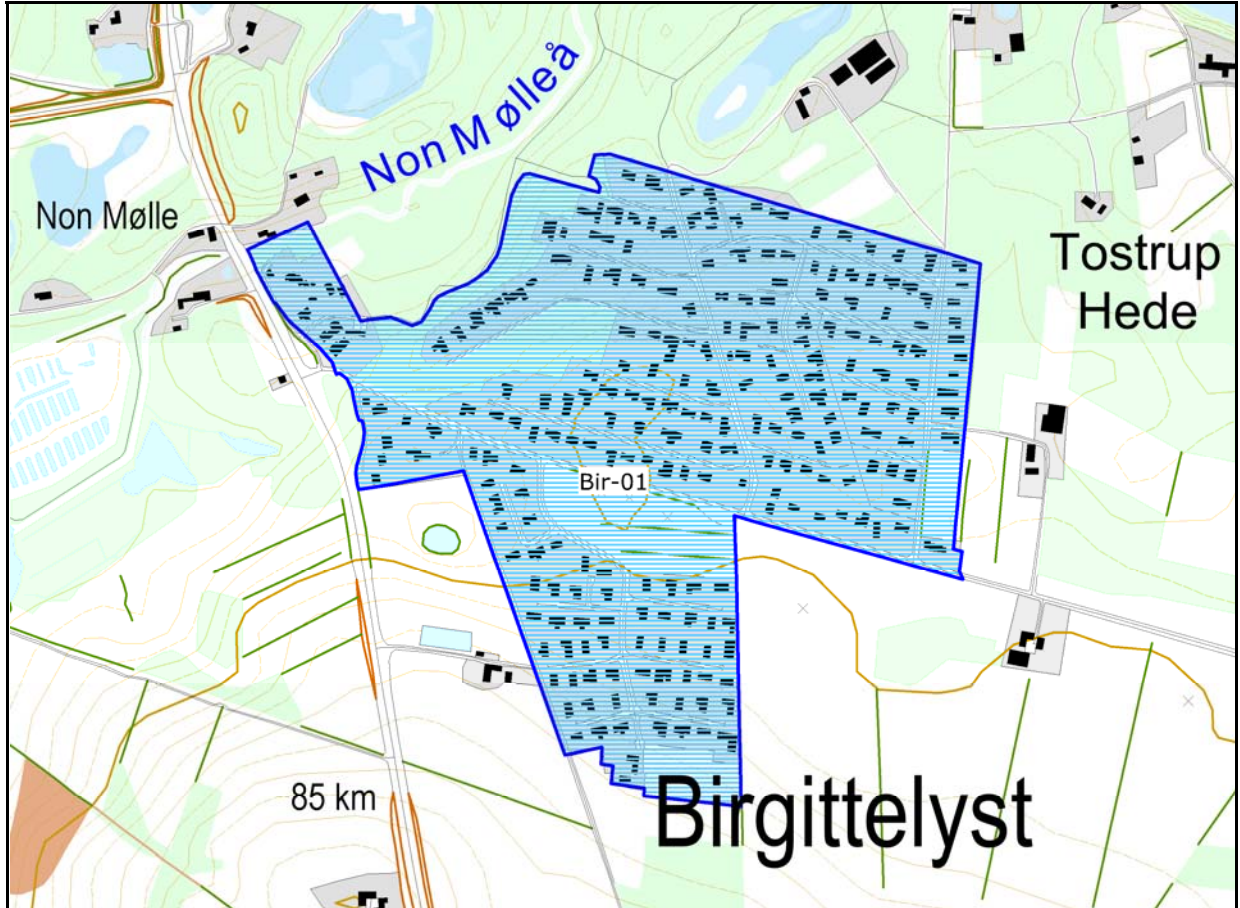 Non Mølleå
Non Mølle
Tostrup
Hede
Bir-01
85 km
Birgittelyst